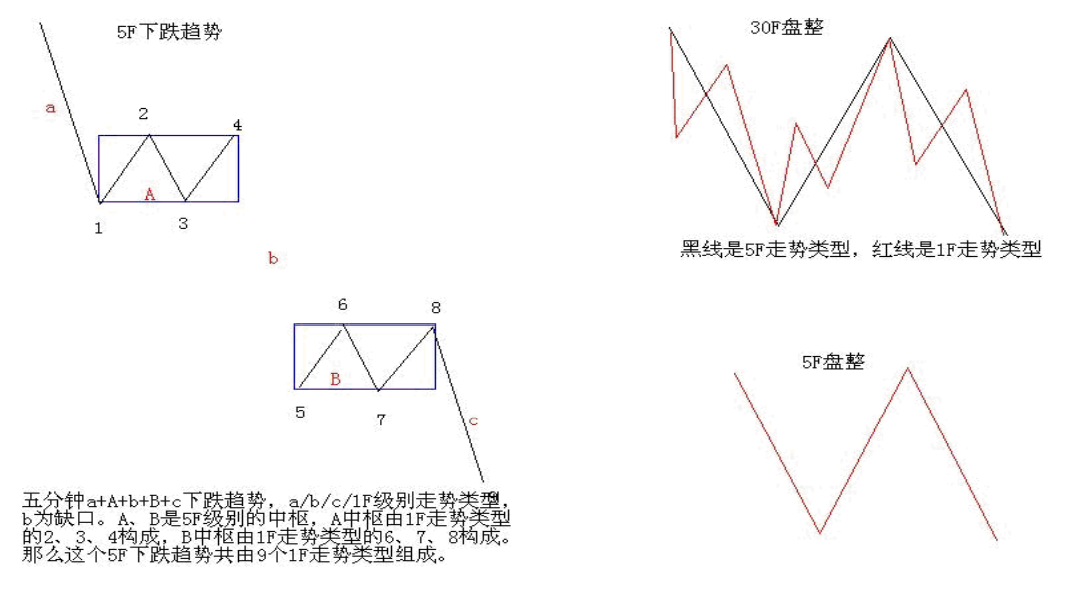 5F下跌趋势
a
2
4
A
1
3
b
6
8
B
5
7
c
9
五分钟a+A+b+B+c下跌趋势，a/b/c/1F级别走势类型，
b为缺口。A、B是5F级别的中枢，A中枢由1F走势类型
的2、3、4构成，B中枢由1F走势类型的6、7、8构成。
那么这个5F下跌趋势共由9个1F走势类型组成。
30F盘整
黑线是5F走势类型，红线是1F走势类型
5F盘整